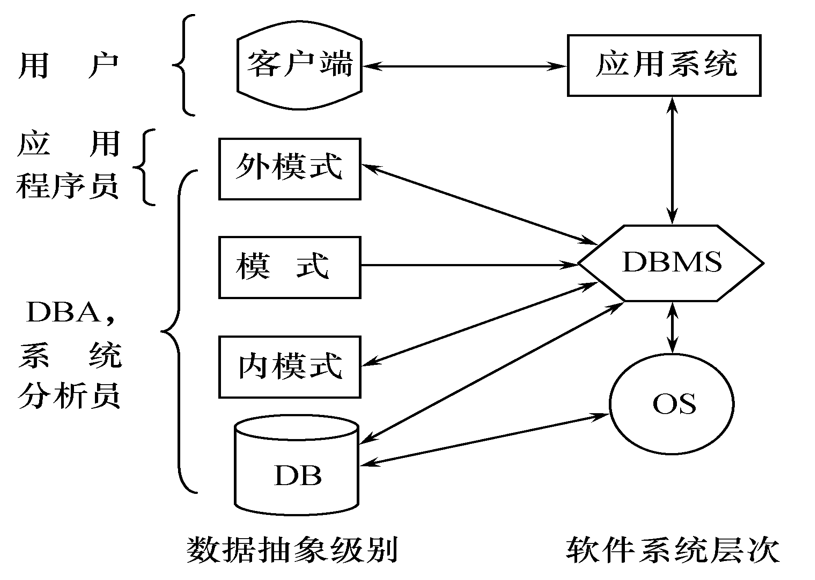 用 户
客户端
应用系统
应 用
程序员
外模式
模 式
DBMS
DBA，
系 统
分析员
内模式
OS
DB
数据抽象级别
软件系统层次